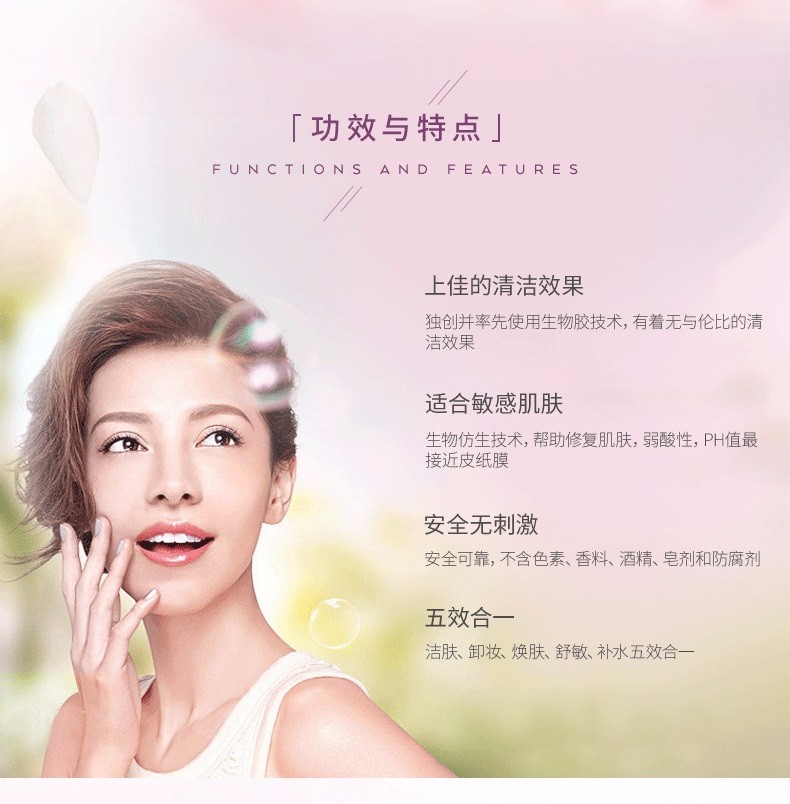 「功效与特点」
FUNCTIONS AND FEATURES
上佳的清洁效果
独创并率先使用生物胶技术,有着无与伦比的清
洁效果
适合敏感肌肤
生物仿生技术,帮助修复肌肤,弱酸性,PH值最
接近皮纸膜
安全无刺激
安全可靠,不含色素、香料、酒精、皂剂和防腐剂
五效合一
洁肤、卸妆、焕肤、舒敏、补水五效合一